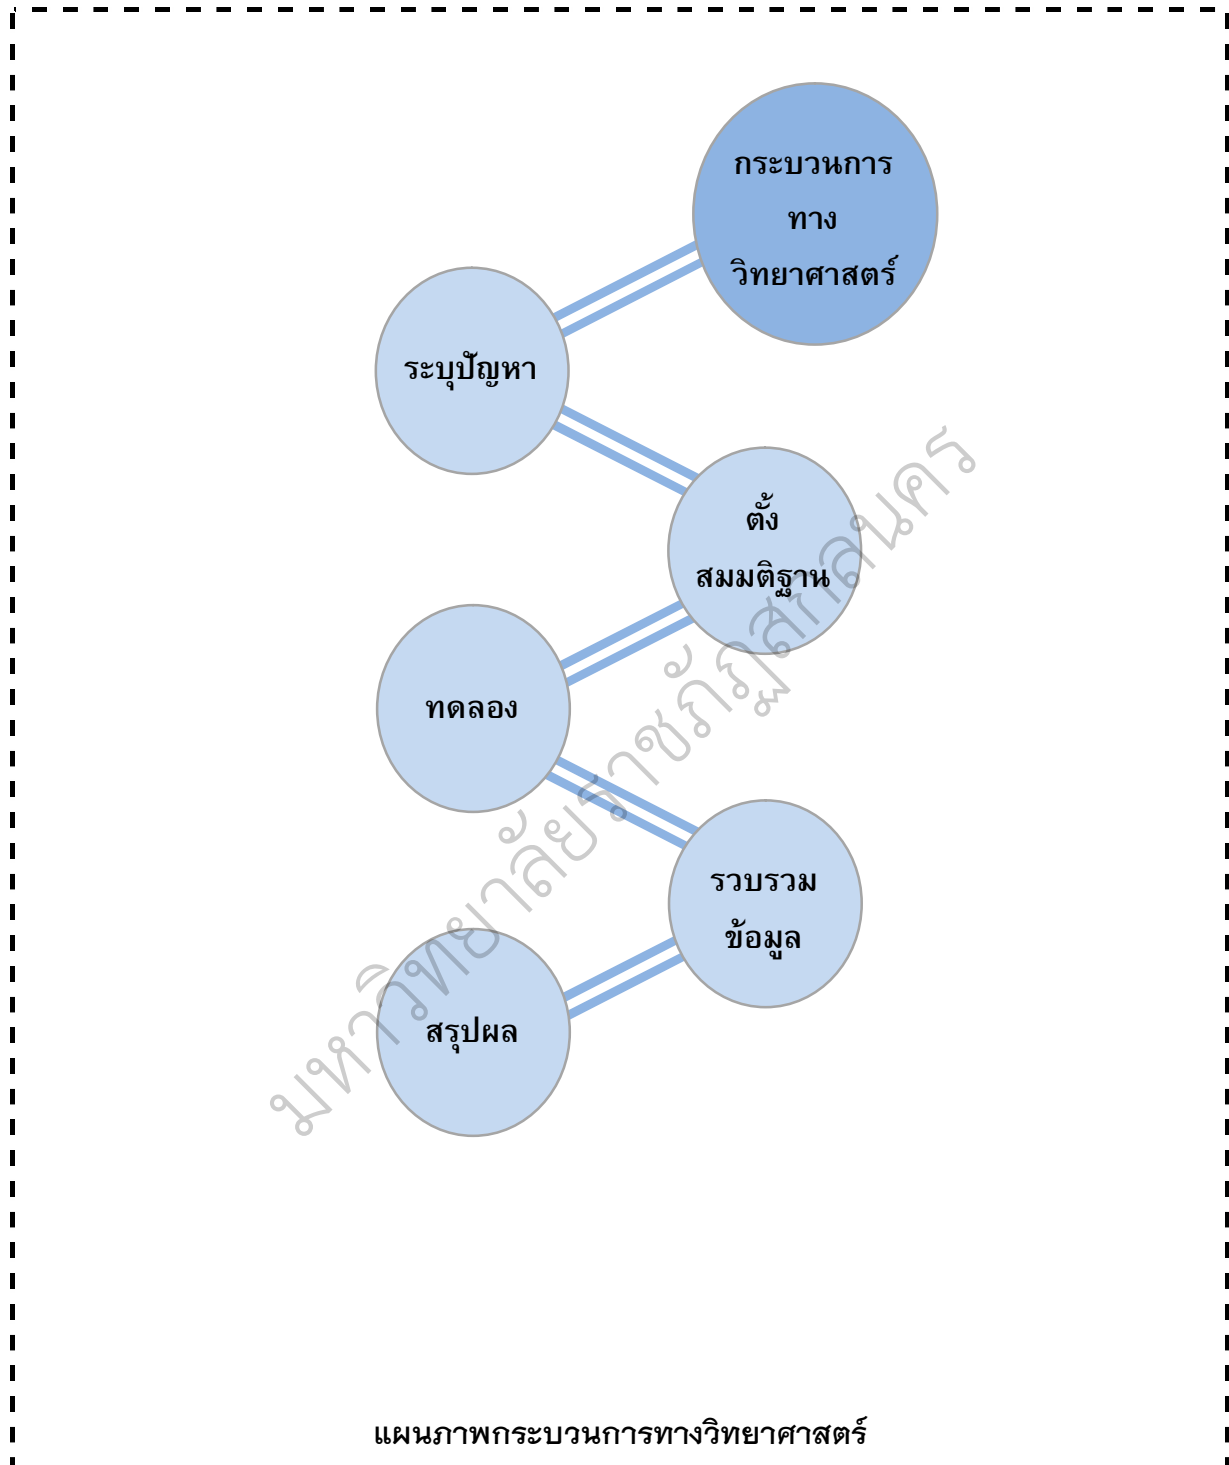 กระบวนการ
ทาง
วิทยาศาสตร์
ระบุปัญหา
ตั้ง
สมมติฐาน
ทดลอง
รวบรวม
ข้อมูล
สรุปผล
มหาวิทยาลัยราชภัฏสกลนคร
แผนภาพกระบวนการทางวิทยาศาสตร์